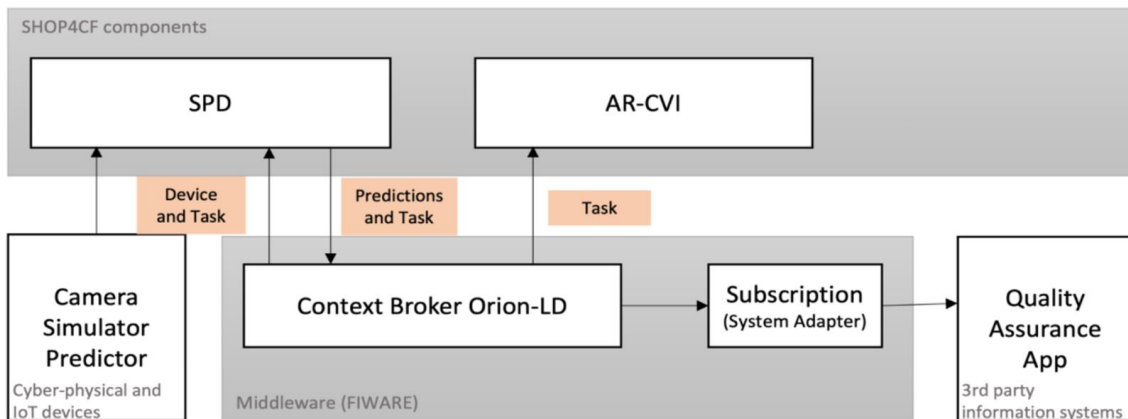 SHOP4CF components
SPD
AR-CVI
Device
and Task
Predictions
and Task
Task
Camera
Simulator
Predictor
Cyber-physical and
IoT devices
Context Broker Orion-LD
Subscription
(System Adapter)
Middleware (FIWARE)
Quality
Assurance
App
3rd party
information systems